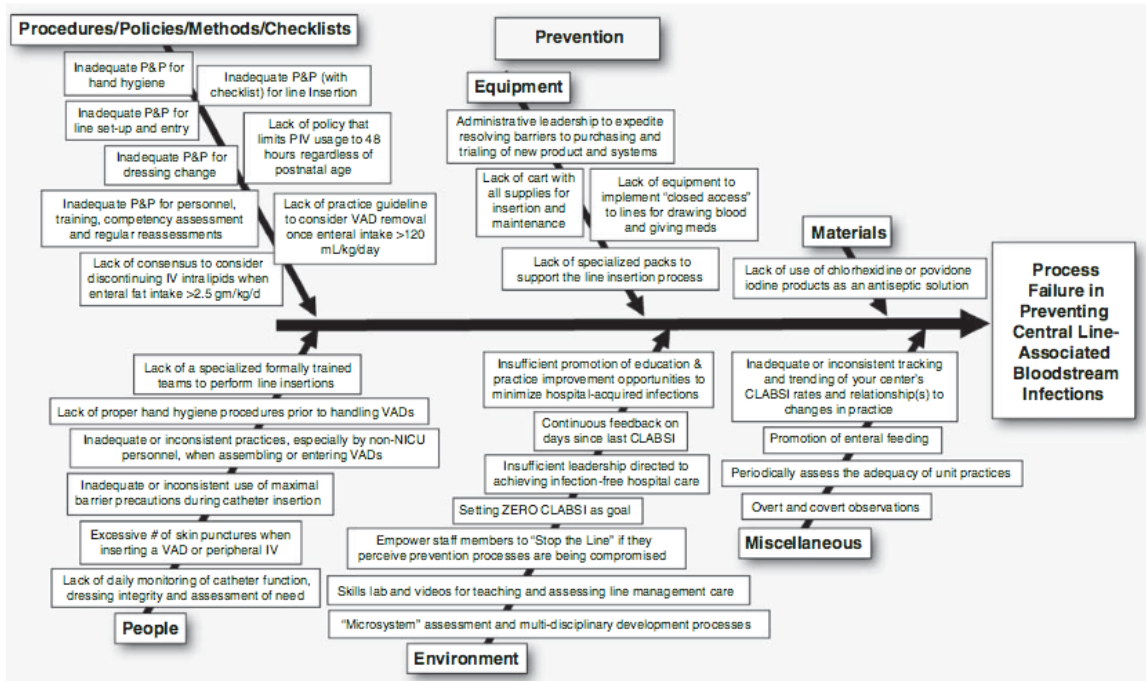 Procedures/Policies/Methods/Checklists
Inadequate P&P for
hand hygiene
Inadequate P&P (with
checklist) for line Insertion
Inadequate P&P for
line set-up and entry
Lack of policy that
limits PIV usage to 48
hours regardless of
postnatal age
Inadequate P&P for
dressing change
Inadequate P&P for personnel,
training, competency assessment
and regular reassessments
Lack of practice guideline
to consider VAD removal
once enteral intake >120
mL/kg/day
Lack of consensus to consider
discontinuing IV intralipids when
enteral fat intake >2.5 gm/kg/d
Prevention
Equipment
Administrative leadership to expedite
resolving barriers to purchasing and
trialing of new product and systems
Lack of cart with
all supplies for
insertion and
maintenance
Lack of equipment to
implement "closed access"
to lines for drawing blood
and giving meds
Lack of specialized packs to
support the line insertion process
Materials
Lack of use of chlorhexidine or povidone
iodine products as an antiseptic solution
Process
Failure in
Preventing
Central Line-
Associated
Bloodstream
Infections
Lack of a specialized formally trained
teams to perform line insertions
Lack of proper hand hygiene procedures prior to handling VADs
Inadequate or inconsistent practices, especially by non-NICU
personnel, when assembling or entering VADs
Inadequate or inconsistent use of maximal
barrier precautions during catheter insertion
Excessive # of skin punctures when
inserting a VAD or peripheral IV
Lack of daily monitoring of catheter function,
dressing integrity and assessment of need
People
Insufficient promotion of education &
practice improvement opportunities to
minimize hospital-acquired infections
Continuous feedback on
days since last CLABSI
Insufficient leadership directed to
achieving infection-free hospital care
Setting ZERO CLABSI as goal
Empower staff members to "Stop the Line" if they
perceive prevention processes are being compromised
Skills lab and videos for teaching and assessing line management care
"Microsystem" assessment and multi-disciplinary development processes
Environment
Inadequate or inconsistent tracking
and trending of your center's
CLABSI rates and relationship(s) to
changes in practice
Promotion of enteral feeding
Periodically assess the adequacy of unit practices
Overt and covert observations
Miscellaneous